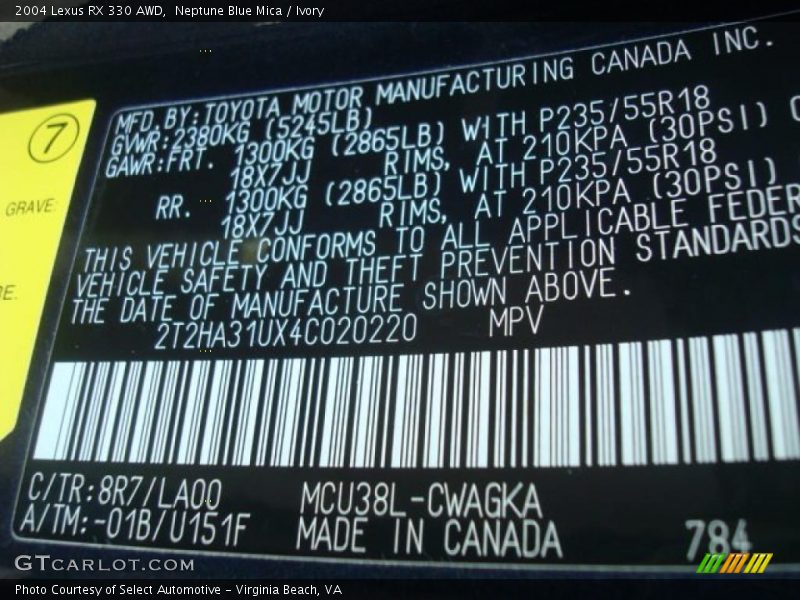 2004 Lexus RX 330 AWD,  Neptune Blue Mica / Ivory
7
GRAVE:
MFD. BY:TOYOTA MOTOR MANUFACTURING CANADA INC.
GVWR:2380KG (5245LB)
GAWR:FRT. 1300KG (2865LB) WITH P235/55R18
18X7JJ RIMS, AT 210KPA (30PSI)
RR. 1300KG (2865LB) WITH P235/55R18
18X7JJ RIMS, AT 210KPA (30PSI)
THIS VEHICLE CONFORMS TO ALL APPLICABLE FEDER
VEHICLE SAFETY AND THEFT PREVENTION STANDARDS
THE DATE OF MANUFACTURE SHOWN ABOVE.
2T2HA31UX4C020220 MPV
C/TR:8R7/LA00 MCU38L-CWAGKA
A/TM:-01B/U151F MADE IN CANADA 784
GTCARLOT.COM
Photo Courtesy of Select Automotive - Virginia Beach, VA